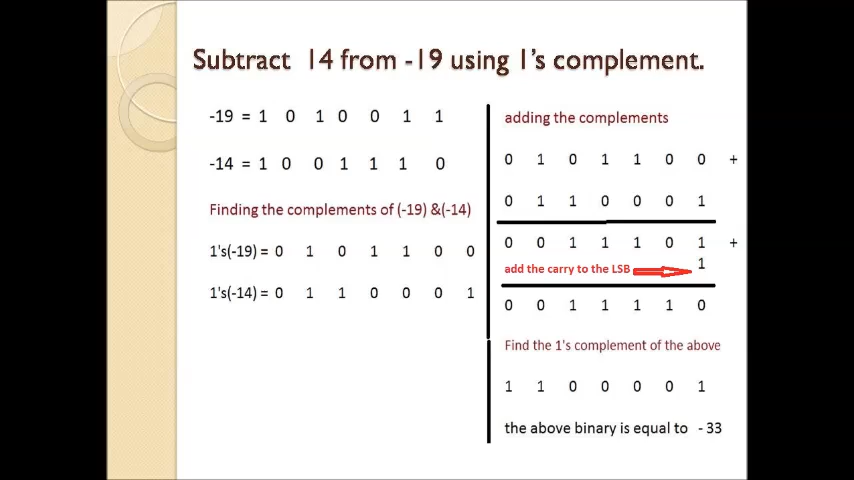 Subtract 14 from -19 using 1's complement.
-19 = 1 0 1 0 0 1 1
-14 = 1 0 0 1 1 1 0
Finding the complements of (-19) &(-14)
1's(-19) = 0 1 0 1 1 0 0
1's(-14) = 0 1 1 0 0 0 1
adding the complements
0 1 0 1 1 0 0 +
0 1 1 0 0 0 1
0 0 1 1 1 0 1 +
add the carry to the LSB 1
0 0 1 1 1 1 0
Find the 1's complement of the above
1 1 0 0 0 0 1
the above binary is equal to - 33